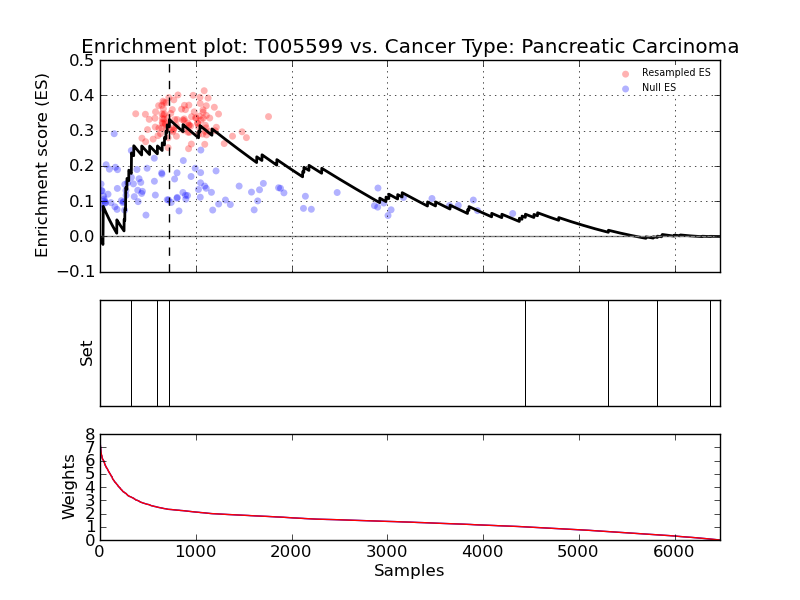 Enrichment plot: T005599 vs. Cancer Type: Pancreatic Carcinoma
Enrichment score (ES)
0.5
0.4
0.3
0.2
0.1
0.0
−0.1
Resampled ES
Null ES
Set
Weights
8
7
6
5
4
3
2
1
0
0 1000 2000 3000 4000 5000 6000
Samples